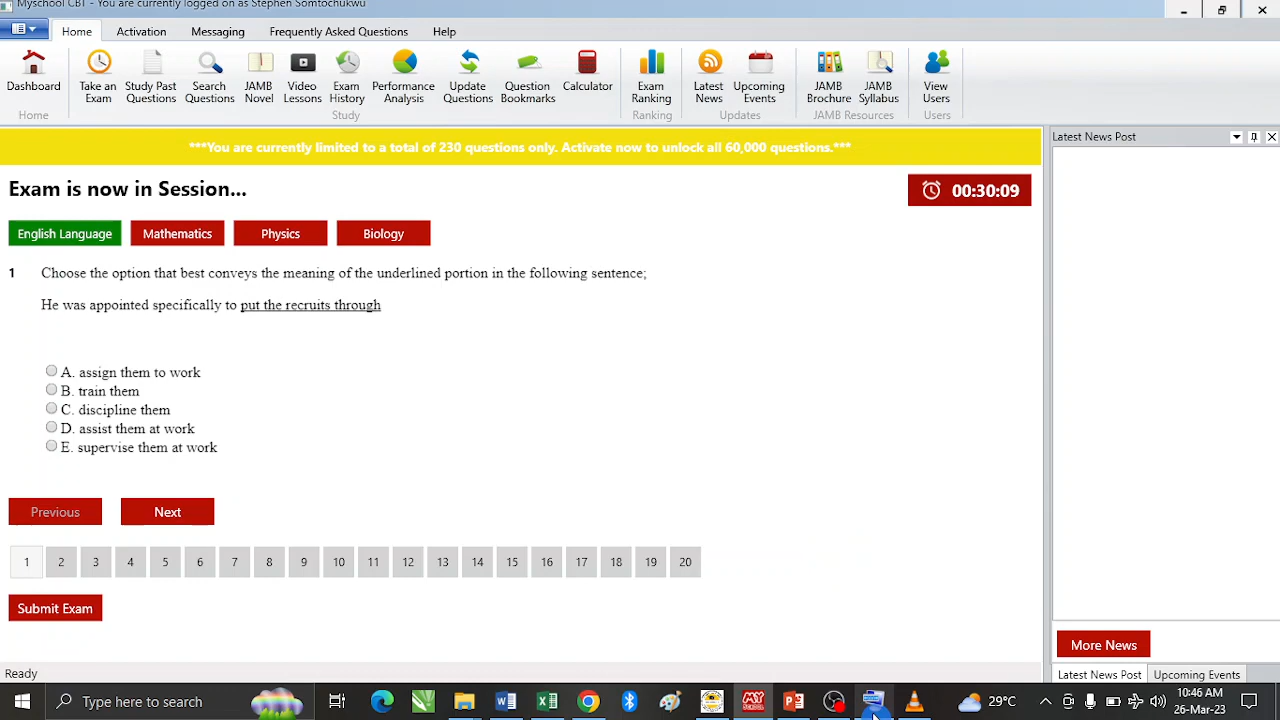 Myschool CBT - You are currently logged on as Stephen Somtochukwu
Home Activation Messaging Frequently Asked Questions Help
Dashboard
Take an Exam
Study Past Questions
Search Questions
JAMB Novel
Video Lessons
Exam History
Performance Analysis
Update Questions
Question Bookmarks
Calculator
Exam Ranking
Latest News
Upcoming Events
JAMB Brochure
JAMB Syllabus
View Users
Home Study Ranking Updates JAMB Resources Users
***You are currently limited to a total of 230 questions only. Activate now to unlock all 60,000 questions.***
Latest News Post
Exam is now in Session...
00:30:09
English Language Mathematics Physics Biology
1 Choose the option that best conveys the meaning of the underlined portion in the following sentence;
He was appointed specifically to put the recruits through
A. assign them to work
B. train them
C. discipline them
D. assist them at work
E. supervise them at work
Previous Next
1 2 3 4 5 6 7 8 9 10 11 12 13 14 15 16 17 18 19 20
Submit Exam
More News
Ready
Latest News Post Upcoming Events
Type here to search
MY SCHOOL
29°C
10:46 AM
26-Mar-23